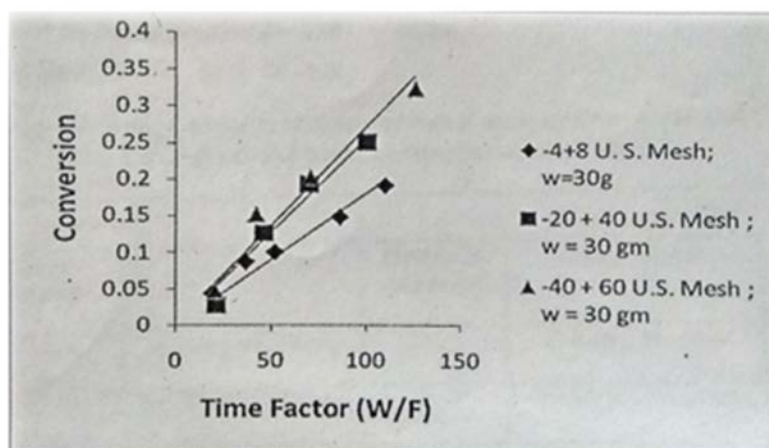 0.4
0.35
0.3
0.25
0.2
0.15
0.1
0.05
0
Conversion
0 50 100 150
Time Factor (W/F)
-4+8 U. S. Mesh;
w=30g
-20 + 40 U.S. Mesh ;
w = 30 gm
-40 + 60 U.S. Mesh ;
w = 30 gm